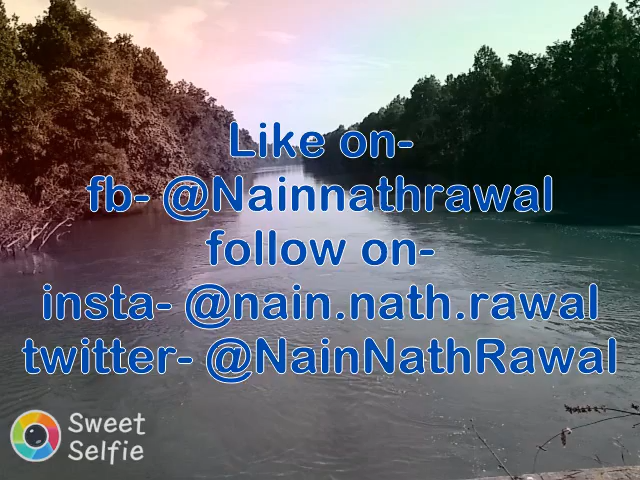 Like on-
fb- @Nainnathrawal
follow on-
insta- @nain.nath.rawal
twitter- @NainNathRawal
Sweet
Selfie